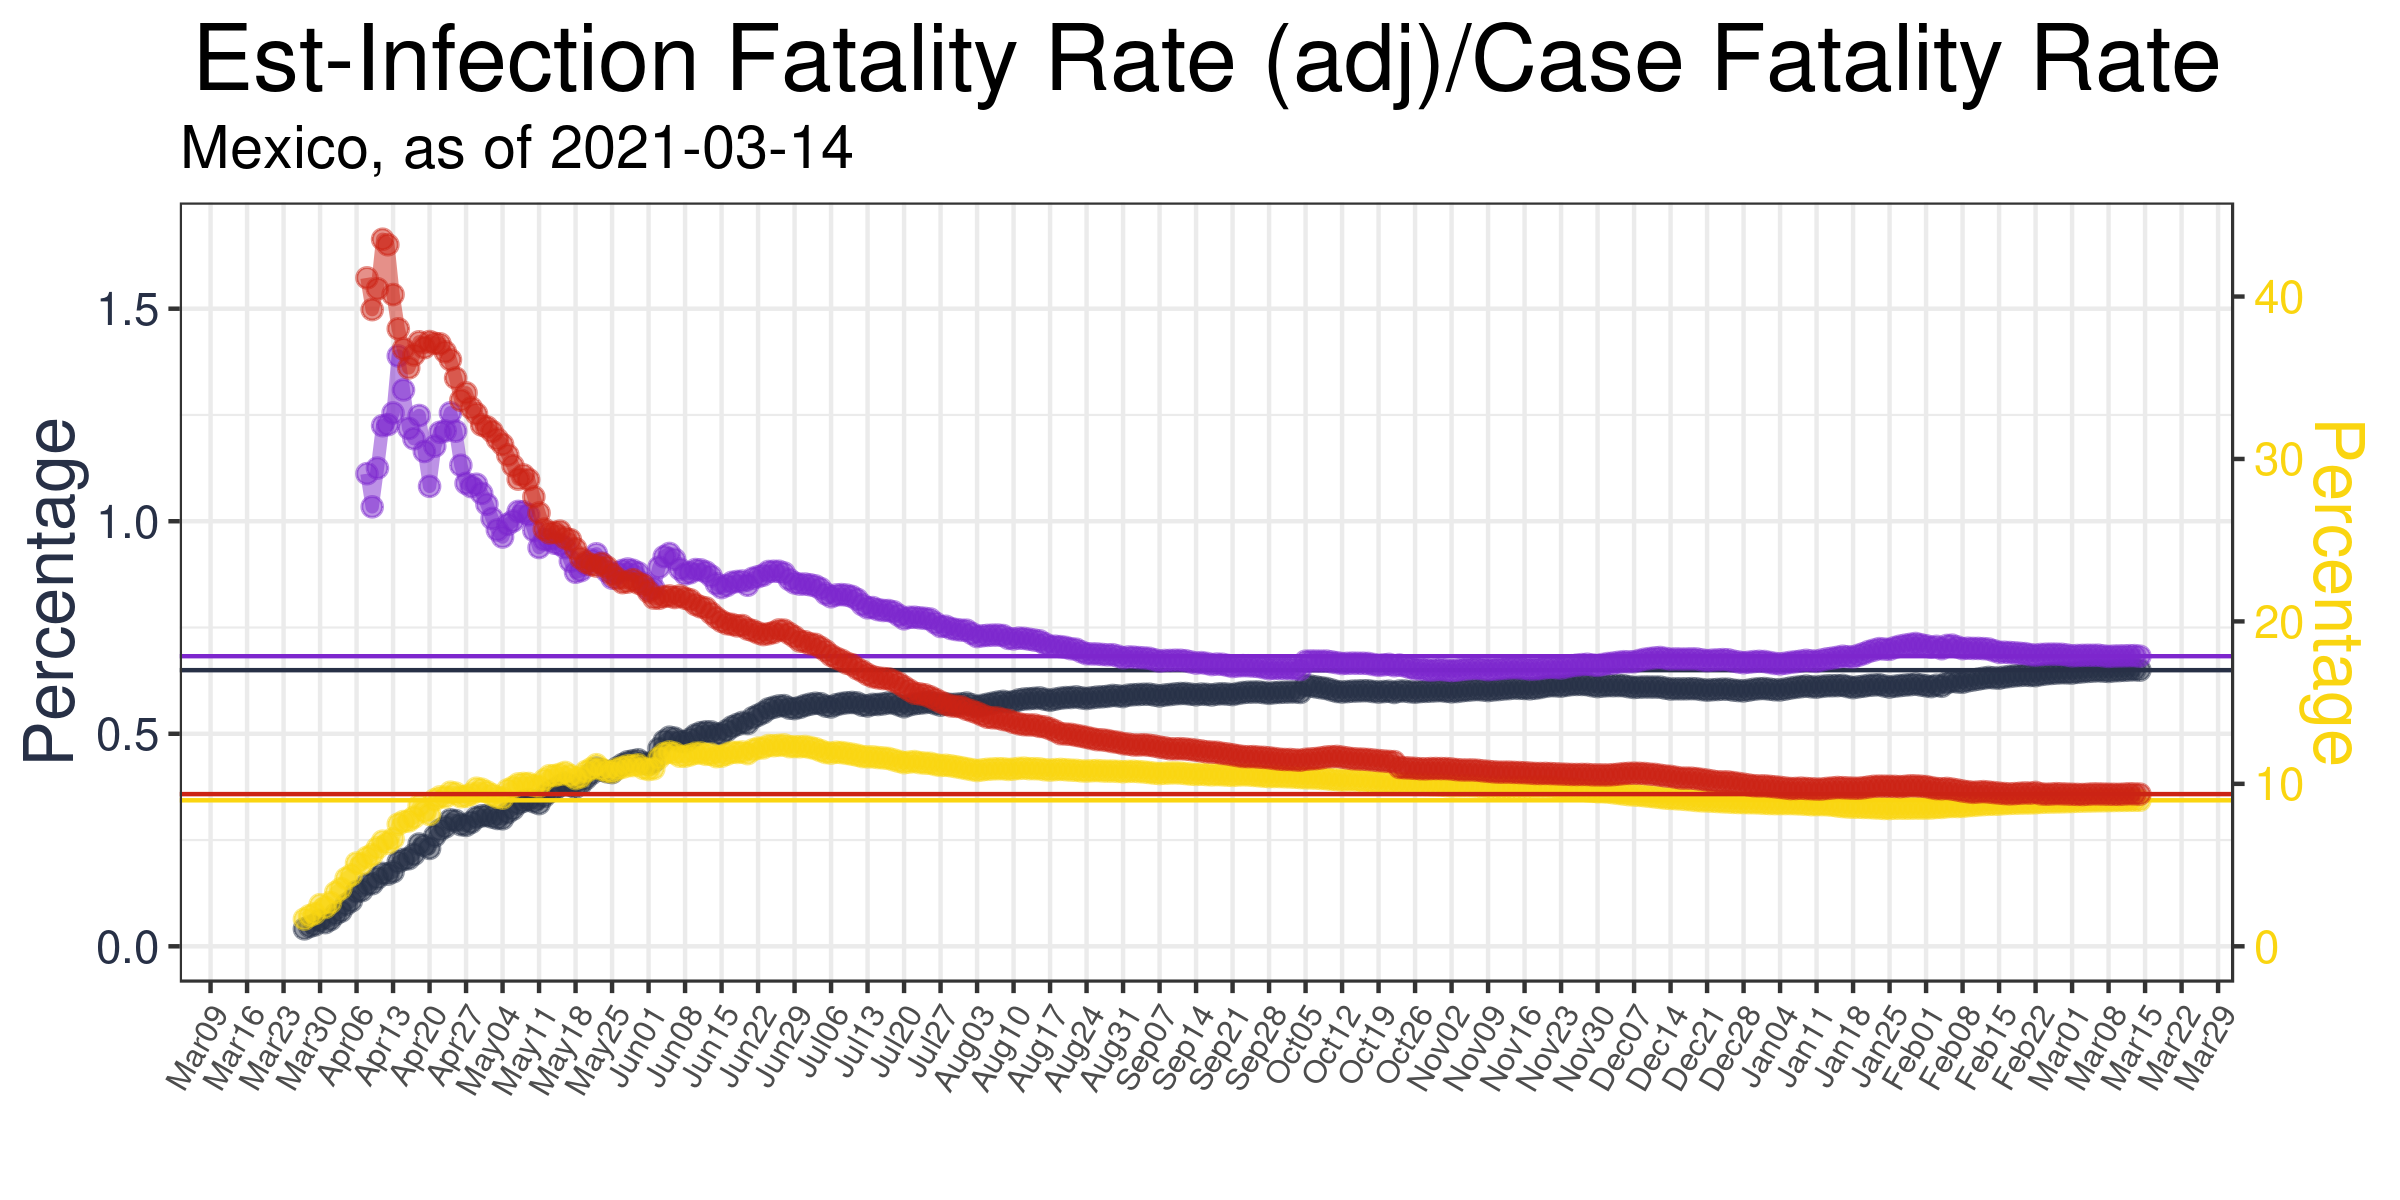 Est-Infection Fatality Rate (adj)/Case Fatality Rate
Mexico, as of 2021-03-14
Percentage
1.5
1.0
0.5
0.0
Percentage
40
30
20
10
0
Mar09
Mar16
Mar23
Mar30
Apr06
Apr13
Apr20
Apr27
May04
May11
May18
May25
Jun01
Jun08
Jun15
Jun22
Jun29
Jul06
Jul13
Jul20
Jul27
Aug03
Aug10
Aug17
Aug24
Aug31
Sep07
Sep14
Sep21
Sep28
Oct05
Oct12
Oct19
Oct26
Nov02
Nov09
Nov16
Nov23
Nov30
Dec07
Dec14
Dec21
Dec28
Jan04
Jan11
Jan18
Jan25
Feb01
Feb08
Feb15
Feb22
Mar01
Mar08
Mar15
Mar22
Mar29